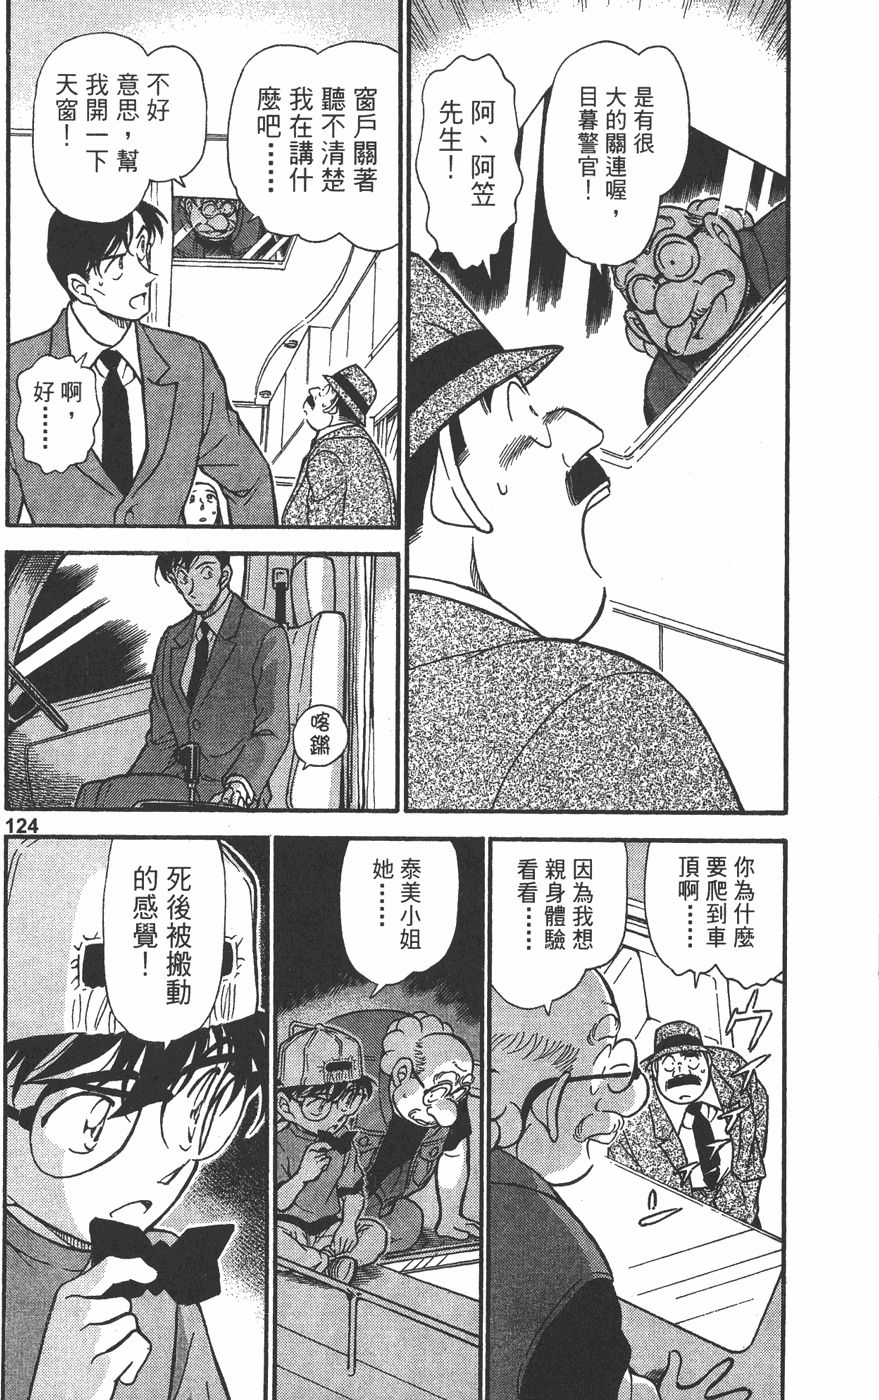 是有很
大的關連喔，
目暮警官！
阿、阿笠
先生！
窗戶關著
聽不清楚
我在講什
麼吧……
不好
意思，幫
我開一下
天窗！
啊，
好……
喀鏘
你為什麼
要爬到車
頂啊……
ウィィィ
因為我想
親身體驗
看看……
泰美小姐
她……
死後被搬動
的感覺！
124